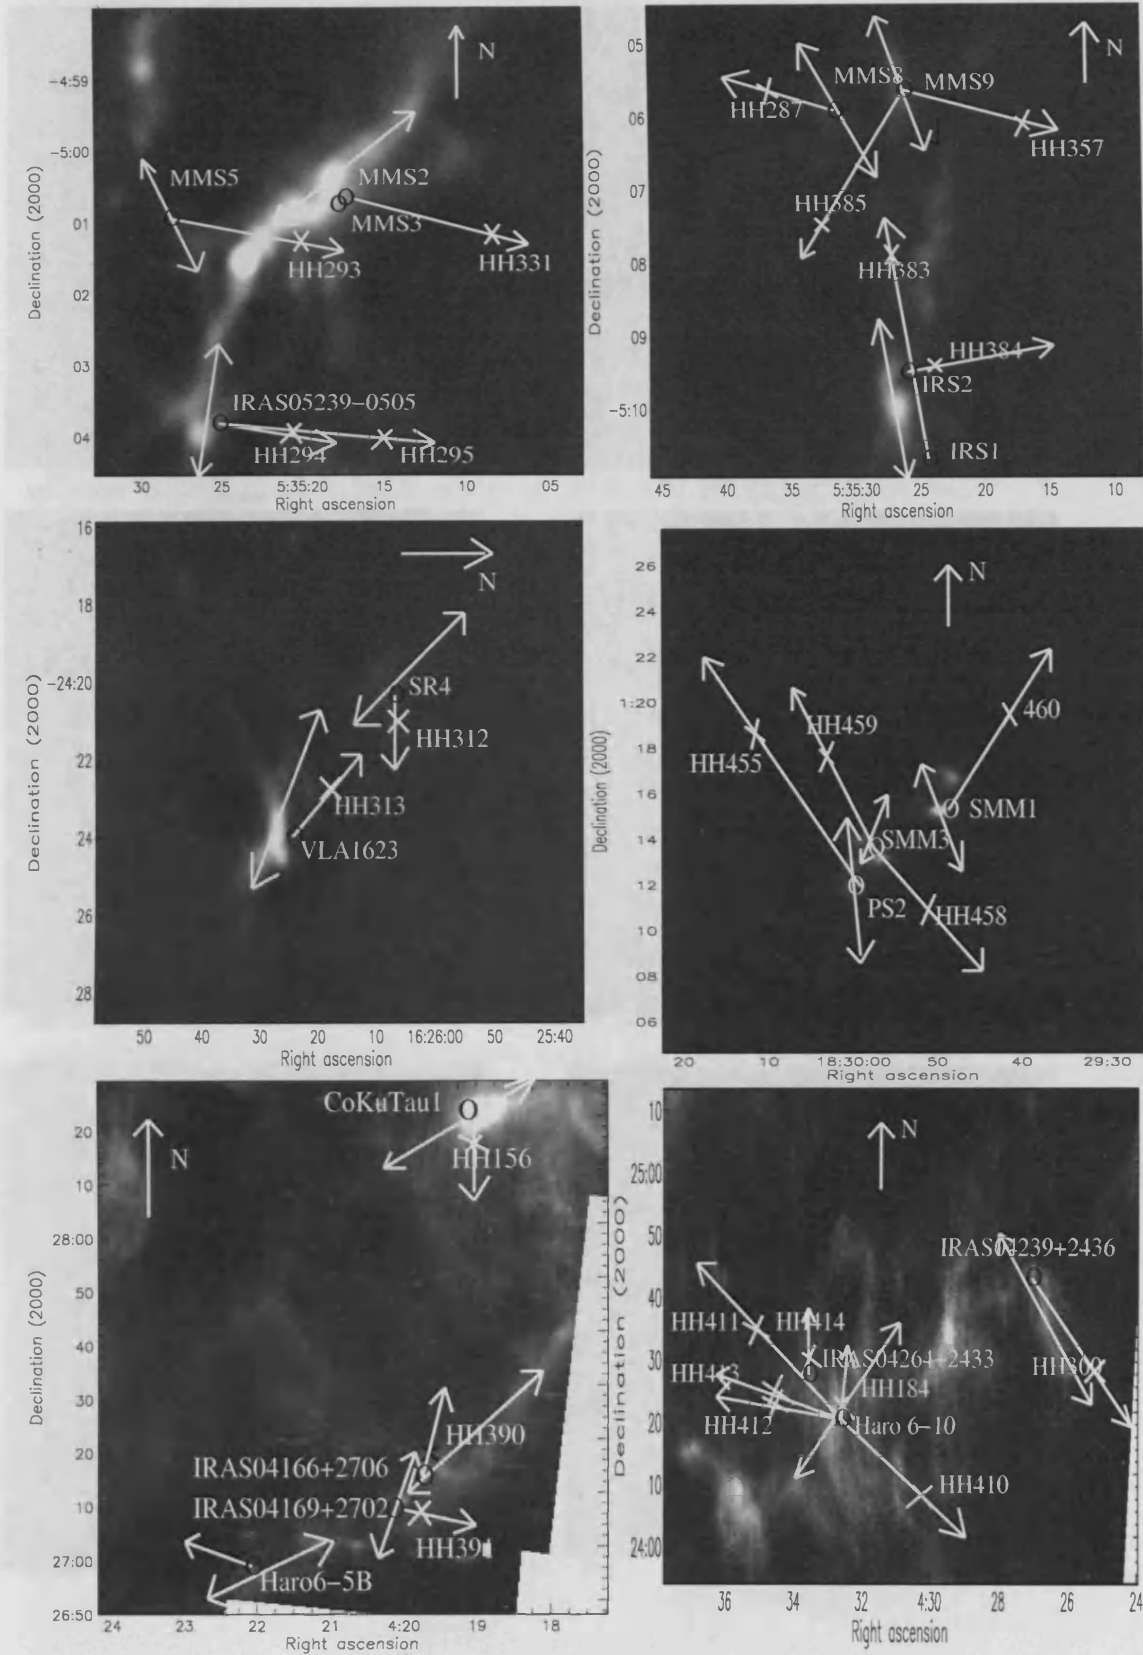 N
-4:59
-5:00
01
02
03
04
Declination (2000)
MMS5
MMS2
MMS3
HH293
HH331
IRAS05239-0505
HH294
HH295
30
25
5:35:20
15
10
05
Right ascension
N
05
06
07
08
09
-5:10
Declination (2000)
MMS8
MMS9
HH287
HH357
HH385
HH383
HH384
IRS2
IRS1
45
40
35
5:35:30
25
20
15
10
Right ascension
16
18
-24:20
22
24
26
28
Declination (2000)
N
SR4
HH312
HH313
VLA1623
50
40
30
20
10
16:26:00
50
25:40
Right ascension
26
24
22
1:20
18
16
14
12
10
08
06
Declination (2000)
N
HH459
460
HH455
SMM1
SMM3
PS2
HH458
20
10
18:30:00
50
40
29:30
Right ascension
20
10
28:00
50
40
30
20
10
27:00
26:50
Declination (2000)
N
CoKuTau1
HH156
HH390
IRAS04166+2706
IRAS04169+2702
HH391
Haro6-5B
24
23
22
21
4:20
19
18
Right ascension
10
25:00
50
40
30
20
10
24:00
Declination (2000)
N
IRAS04239+2436
HH411
HH414
IRAS04264+2433
HH413
HH184
HH300
HH412
Haro 6-10
HH410
36
34
32
4:30
28
26
24
Right ascension